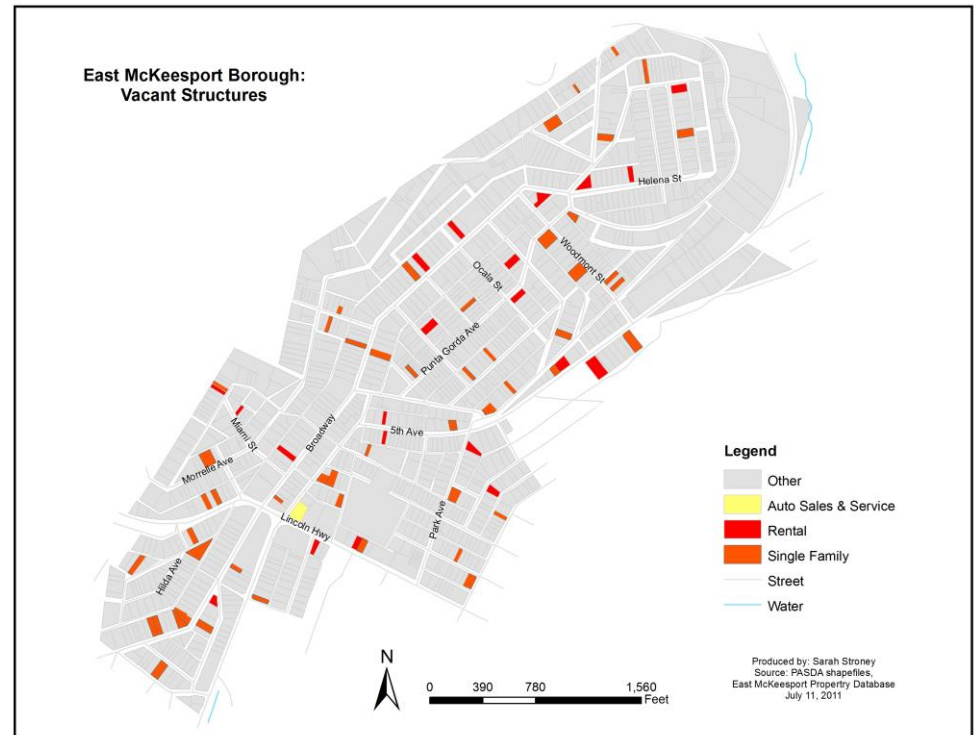 East McKeesport Borough:
Vacant Structures
Helena St
Woodmont St
Ocala St
Punta Gorda Ave
Broadway
5th Ave
Miami St
Morrelle Ave
Lincoln Hwy
Park Ave
Hilda Ave
Legend
Other
Auto Sales & Service
Rental
Single Family
Street
Water
N
0 390 780 1,560
Feet
Produced by: Sarah Stroney
Source: PASDA shapefiles,
East McKeesport Propertry Database
July 11, 2011